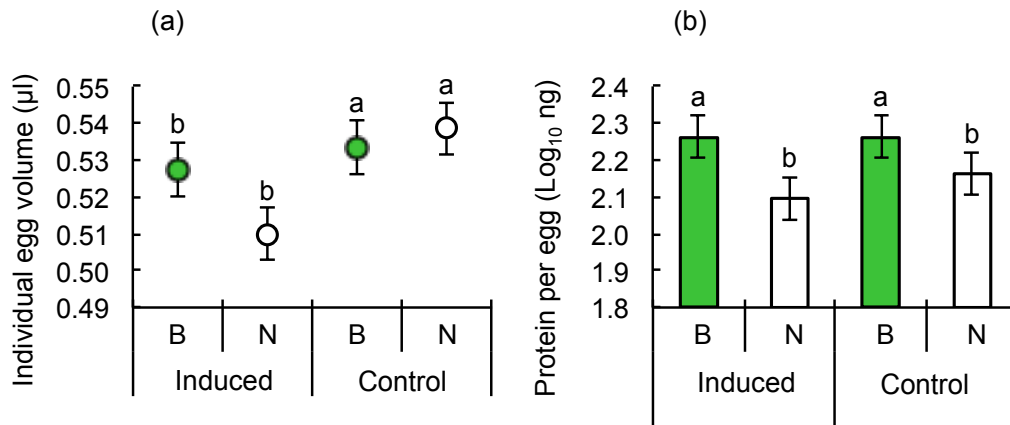 (a)
Individual egg volume (µl)
0.55
0.54
0.53
0.52
0.51
0.50
0.49
b
b
a
a
B N B N
Induced Control
(b)
Protein per egg (Log10 ng)
2.4
2.3
2.2
2.1
2.0
1.9
1.8
a
b
a
b
B N B N
Induced Control